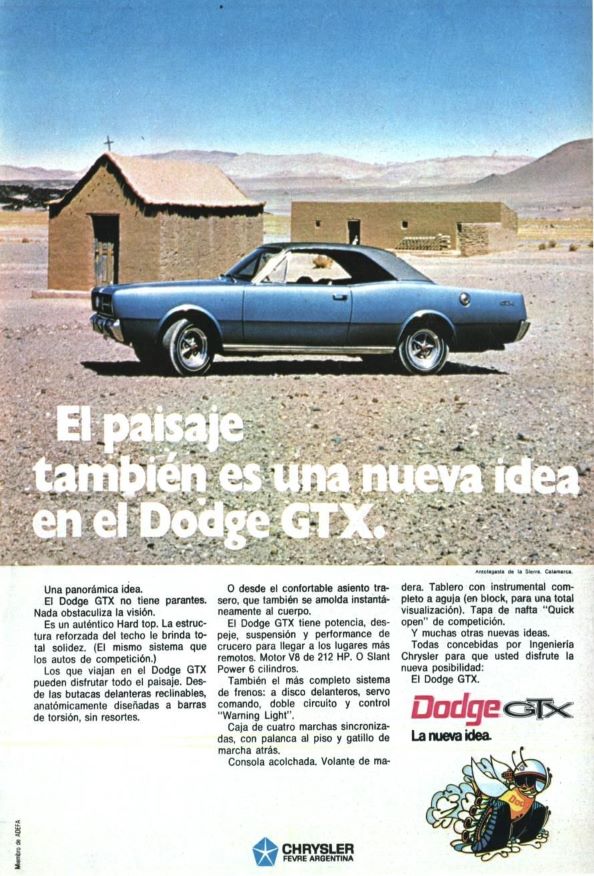 El paisaje
también es una nueva idea
en el Dodge GTX.
Antofagasta de la Sierra. Catamarca.
Una panorámica idea.
El Dodge GTX no tiene parantes.
Nada obstaculiza la visión.
Es un auténtico Hard top. La estruc-
tura reforzada del techo le brinda to-
tal solidez. (El mismo sistema que
los autos de competición.)
Los que viajan en el Dodge GTX
pueden disfrutar todo el paisaje. Des-
de las butacas delanteras reclinables,
anatómicamente diseñadas a barras
de torsión, sin resortes.
O desde el confortable asiento tra-
sero, que también se amolda instantá-
neamente al cuerpo.
El Dodge GTX tiene potencia, des-
peje, suspensión y performance de
crucero para llegar a los lugares más
remotos. Motor V8 de 212 HP. O Slant
Power 6 cilindros.
También el más completo sistema
de frenos: a disco delanteros, servo
comando, doble circuito y control
"Warning Light".
Caja de cuatro marchas sincroniza-
das, con palanca al piso y gatillo de
marcha atrás.
Consola acolchada. Volante de ma-
dera. Tablero con instrumental com-
pleto a aguja (en block, para una total
visualización). Tapa de nafta "Quick
open" de competición.
Y muchas otras nuevas ideas.
Todas concebidas por Ingeniería
Chrysler para que usted disfrute la
nueva posibilidad:
El Dodge GTX.
Dodge GTX
La nueva idea.
Dodge
CHRYSLER
FEVRE ARGENTINA
Miembro de ADEFA